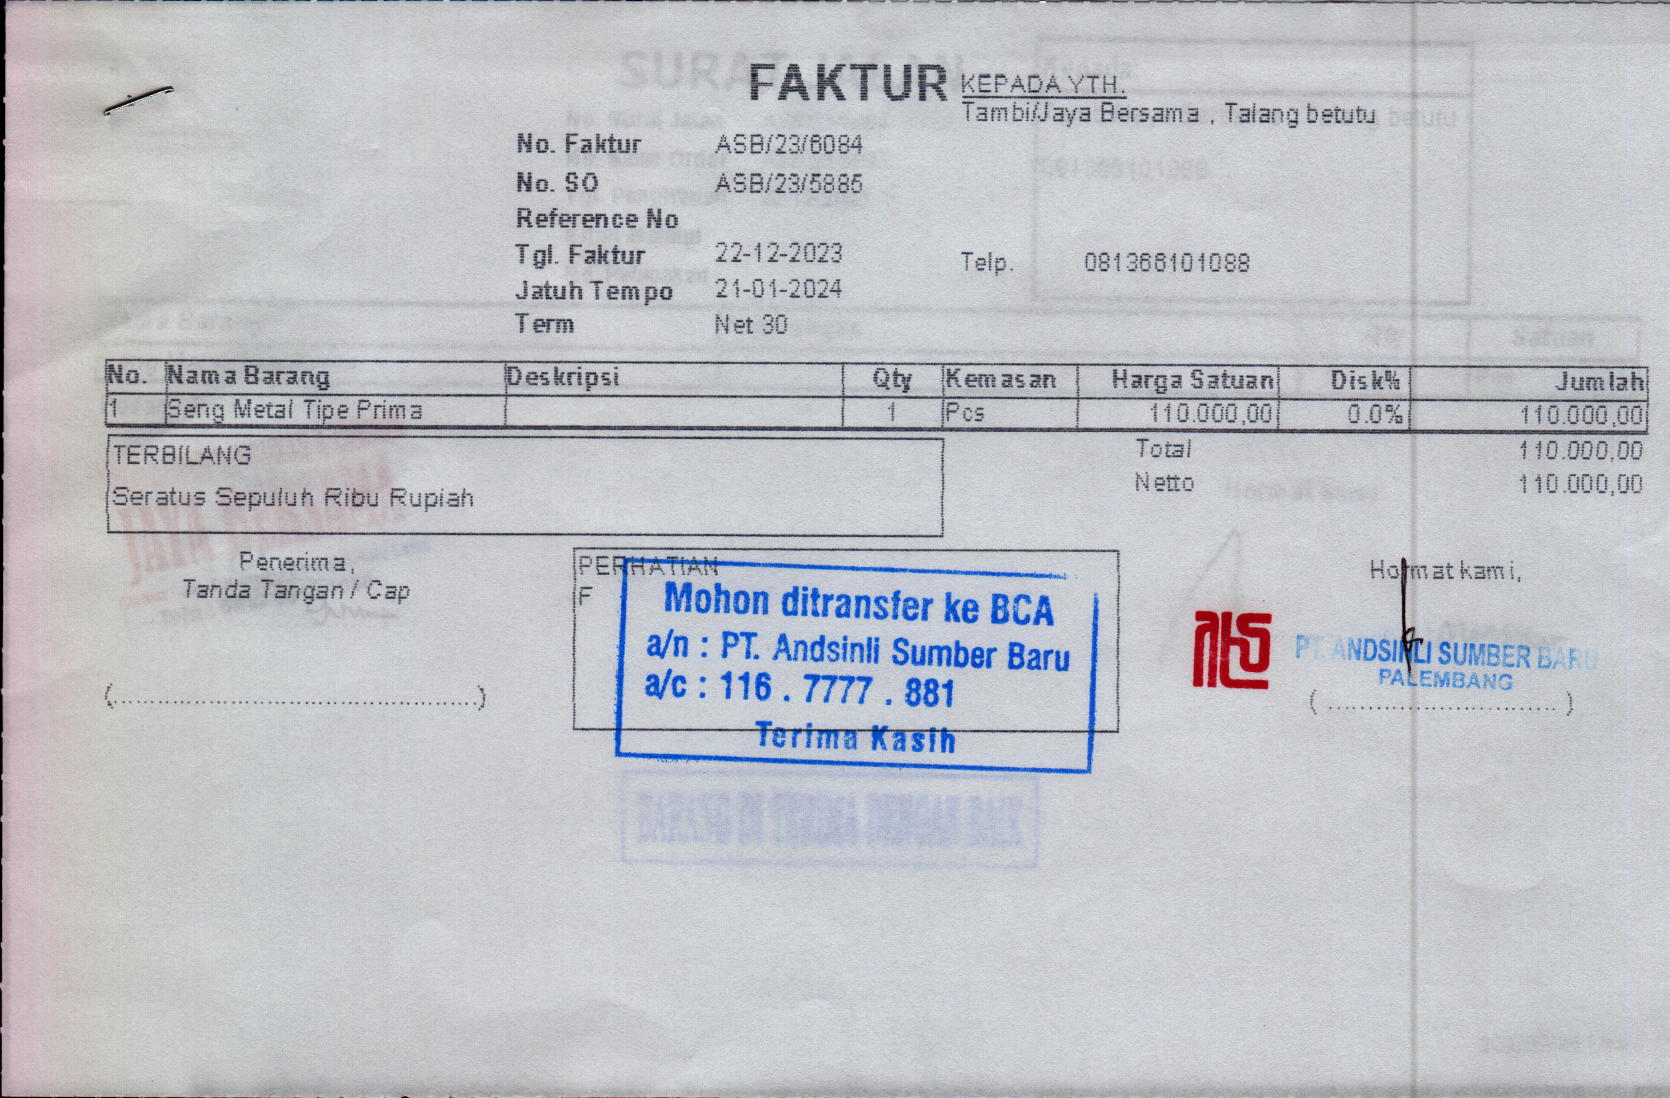 FAKTUR
KEPADA YTH.
Tambi/Jaya Bersama , Talang betutu
No. Faktur ASB/23/6084
No. SO ASB/23/5885
Reference No
Tgl. Faktur 22-12-2023
Telp. 081366101088
Jatuh Tempo 21-01-2024
Term Net 30
No. Nama Barang Deskripsi Qty Kemasan Harga Satuan Disk% Jumlah
1 Seng Metal Tipe Prima 1 Pcs 110.000,00 0.0% 110.000,00
TERBILANG
Total 110.000,00
Netto 110.000,00
Seratus Sepuluh Ribu Rupiah
Penerima,
Tanda Tangan / Cap
(..............................................)
PERHATIAN
F
Mohon ditransfer ke BCA
a/n : PT. Andsinli Sumber Baru
a/c : 116 . 7777 . 881
Terima Kasih
Hormat kami,
PT. ANDSINLI SUMBER BARU
PALEMBANG
( ............................ )